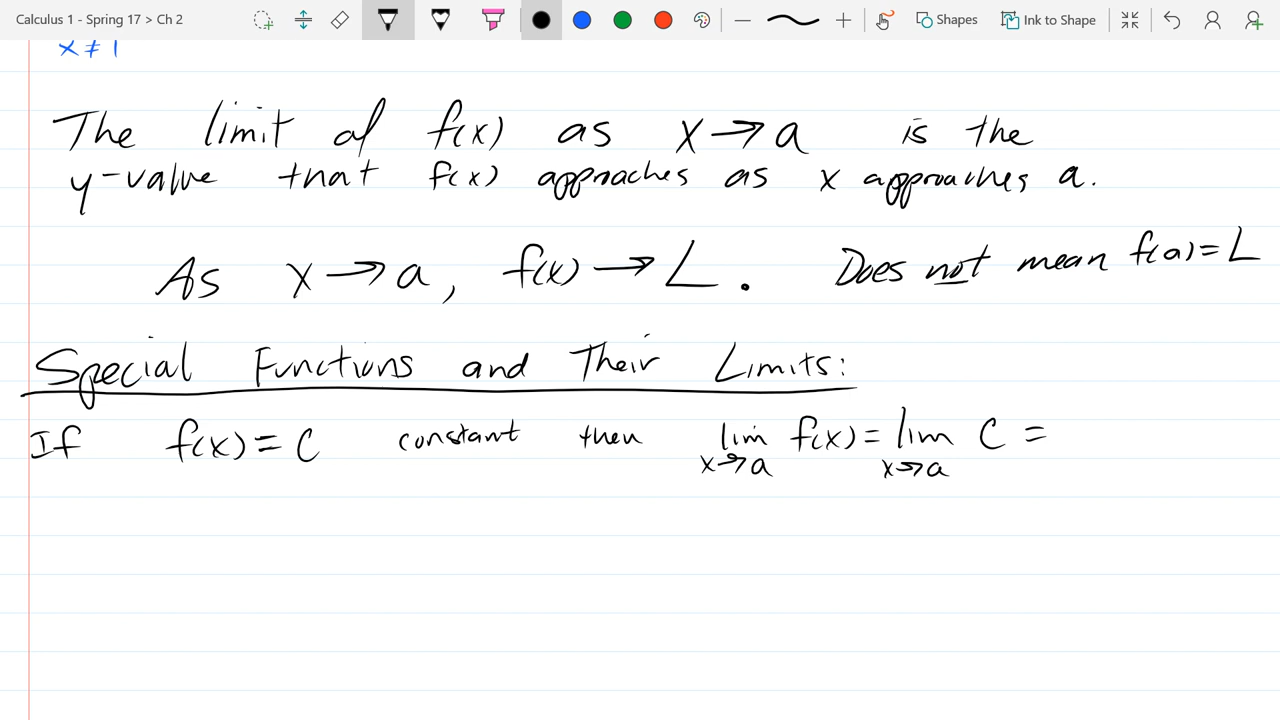 Calculus 1 - Spring 17 > Ch 2 Shapes Ink to Shape
x ≠ 1
The limit of f(x) as x → a is the
y-value that f(x) approaches as x approaches a.
As x → a, f(x) → L. Does not mean f(a) = L
Special Functions and Their Limits:
If f(x) = C constant then lim f(x) = lim C =
x → a x → a